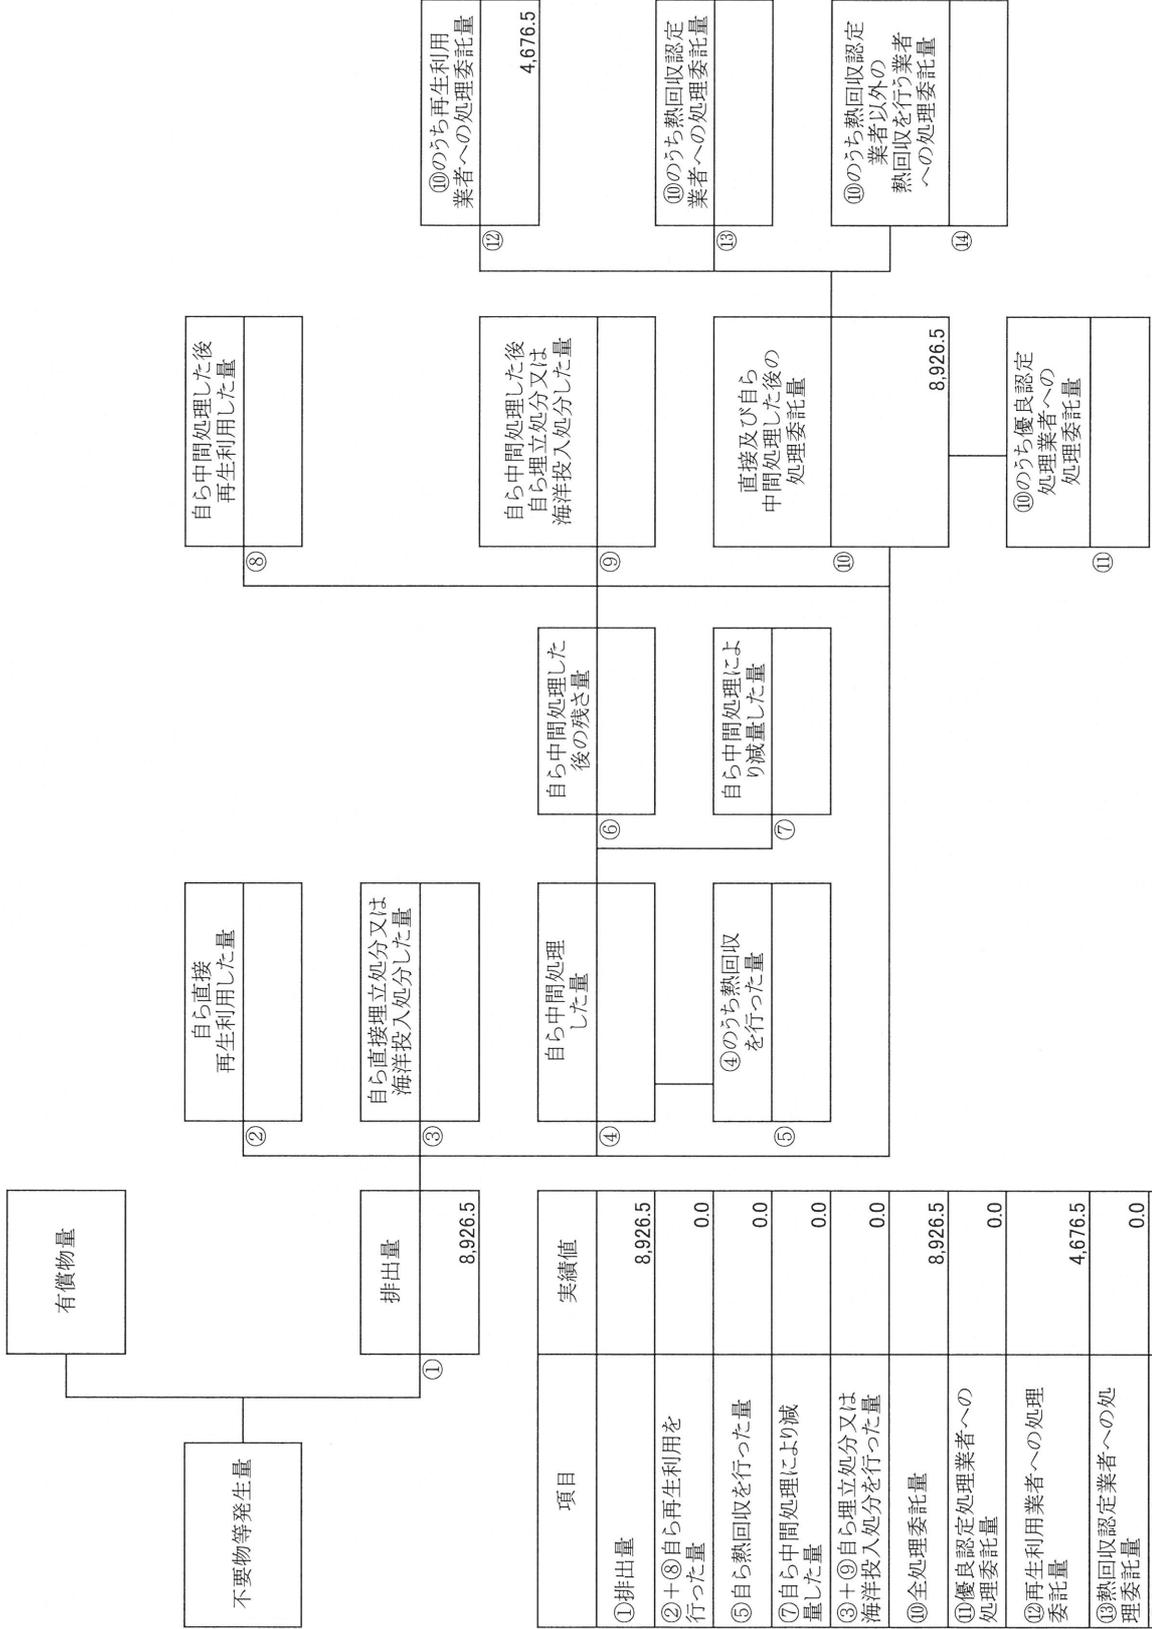 不要物等発生量
有償物量
排出量
①
8,926.5
自ら直接
再生利用した量
②
自ら直接埋立処分又は
海洋投入処分した量
③
自ら中間処理
した量
④
④のうち熱回収
を行った量
⑤
自ら中間処理した
後の残さ量
⑥
自ら中間処理によ
り減量した量
⑦
自ら中間処理した後
再生利用した量
⑧
自ら中間処理した後
自ら埋立処分又は
海洋投入処分した量
⑨
直接及び自ら
中間処理した後の
処理委託量
⑩
8,926.5
⑩のうち優良認定
処理業者への
処理委託量
⑪
⑩のうち再生利用
業者への処理委託量
⑫
4,676.5
⑩のうち熱回収認定
業者への処理委託量
⑬
⑩のうち熱回収認定
業者以外の
熱回収を行う業者
への処理委託量
⑭
項目 実績値
①排出量 8,926.5
②+⑧自ら再生利用を
行った量 0.0
⑤自ら熱回収を行った量 0.0
⑦自ら中間処理により減
量した量 0.0
③+⑨自ら埋立処分又は
海洋投入処分を行った量 0.0
⑩全処理委託量 8,926.5
⑪優良認定処理業者への
処理委託量 0.0
⑫再生利用業者への処理
委託量 4,676.5
⑬熱回収認定業者への処
理委託量 0.0